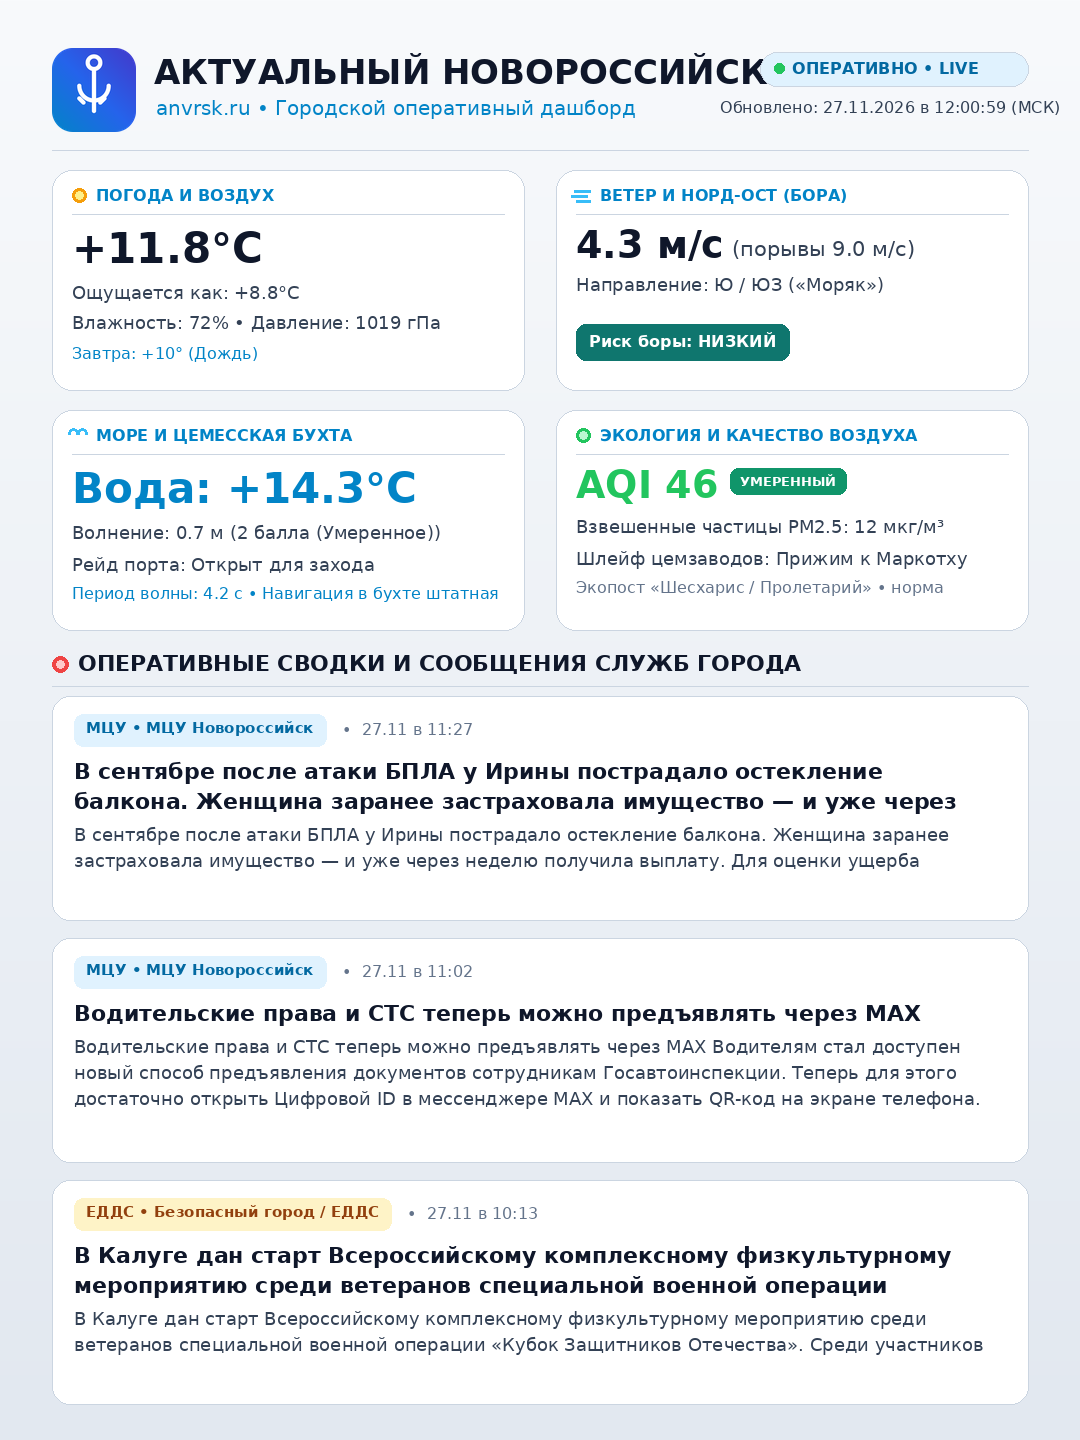 АКТУАЛЬНЫЙ НОВОРОССИЙСК
ОПЕРАТИВНО • LIVE
anvrsk.ru • Городской оперативный дашборд
Обновлено: 27.11.2026 в 12:00:59 (МСК)
ПОГОДА И ВОЗДУХ
+11.8°C
Ощущается как: +8.8°C
Влажность: 72% • Давление: 1019 гПа
Завтра: +10° (Дождь)
ВЕТЕР И НОРД-ОСТ (БОРА)
4.3 м/с (порывы 9.0 м/с)
Направление: Ю / ЮЗ («Моряк»)
Риск боры: НИЗКИЙ
МОРЕ И ЦЕМЕССКАЯ БУХТА
Вода: +14.3°C
Волнение: 0.7 м (2 балла (Умеренное))
Рейд порта: Открыт для захода
Период волны: 4.2 с • Навигация в бухте штатная
ЭКОЛОГИЯ И КАЧЕСТВО ВОЗДУХА
AQI 46 УМЕРЕННЫЙ
Взвешенные частицы PM2.5: 12 мкг/м³
Шлейф цемзаводов: Прижим к Маркотху
Экопост «Шесхарис / Пролетарий» • норма
ОПЕРАТИВНЫЕ СВОДКИ И СООБЩЕНИЯ СЛУЖБ ГОРОДА
МЦУ • МЦУ Новороссийск • 27.11 в 11:27
В сентябре после атаки БПЛА у Ирины пострадало остекление
балкона. Женщина заранее застраховала имущество — и уже через
В сентябре после атаки БПЛА у Ирины пострадало остекление балкона. Женщина заранее
застраховала имущество — и уже через неделю получила выплату. Для оценки ущерба
МЦУ • МЦУ Новороссийск • 27.11 в 11:02
Водительские права и СТС теперь можно предъявлять через MAX
Водительские права и СТС теперь можно предъявлять через MAX Водителям стал доступен
новый способ предъявления документов сотрудникам Госавтоинспекции. Теперь для этого
достаточно открыть Цифровой ID в мессенджере MAX и показать QR-код на экране телефона.
ЕДДС • Безопасный город / ЕДДС • 27.11 в 10:13
В Калуге дан старт Всероссийскому комплексному физкультурному
мероприятию среди ветеранов специальной военной операции
В Калуге дан старт Всероссийскому комплексному физкультурному мероприятию среди
ветеранов специальной военной операции «Кубок Защитников Отечества». Среди участников